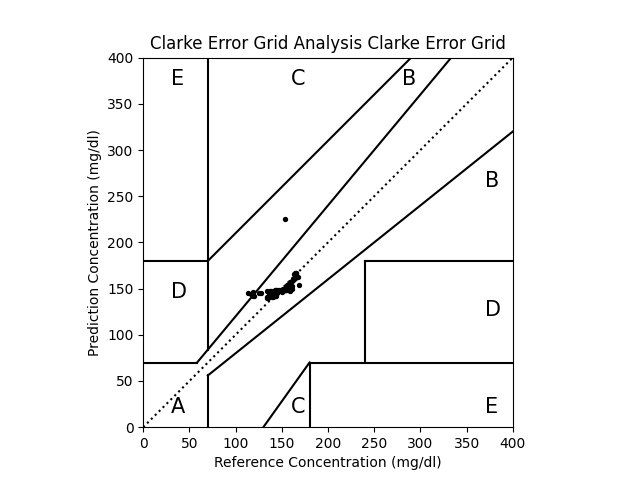 Clarke Error Grid Analysis Clarke Error Grid
400
350
300
250
200
150
100
50
0
Prediction Concentration (mg/dl)
E
C
B
B
D
D
A
C
E
0
50
100
150
200
250
300
350
400
Reference Concentration (mg/dl)